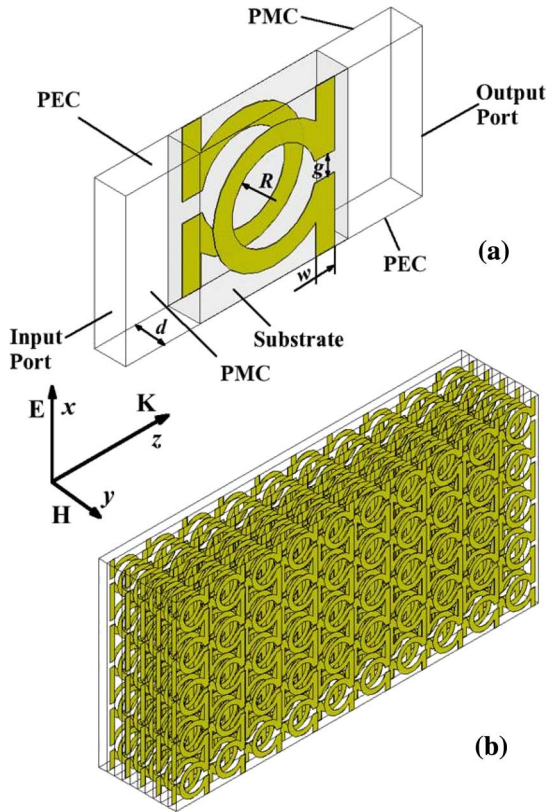 PMC
PEC
Output
Port
R
g
(a)
PEC
w
d
Input
Port
Substrate
PMC
E
x
K
z
H
y
(b)